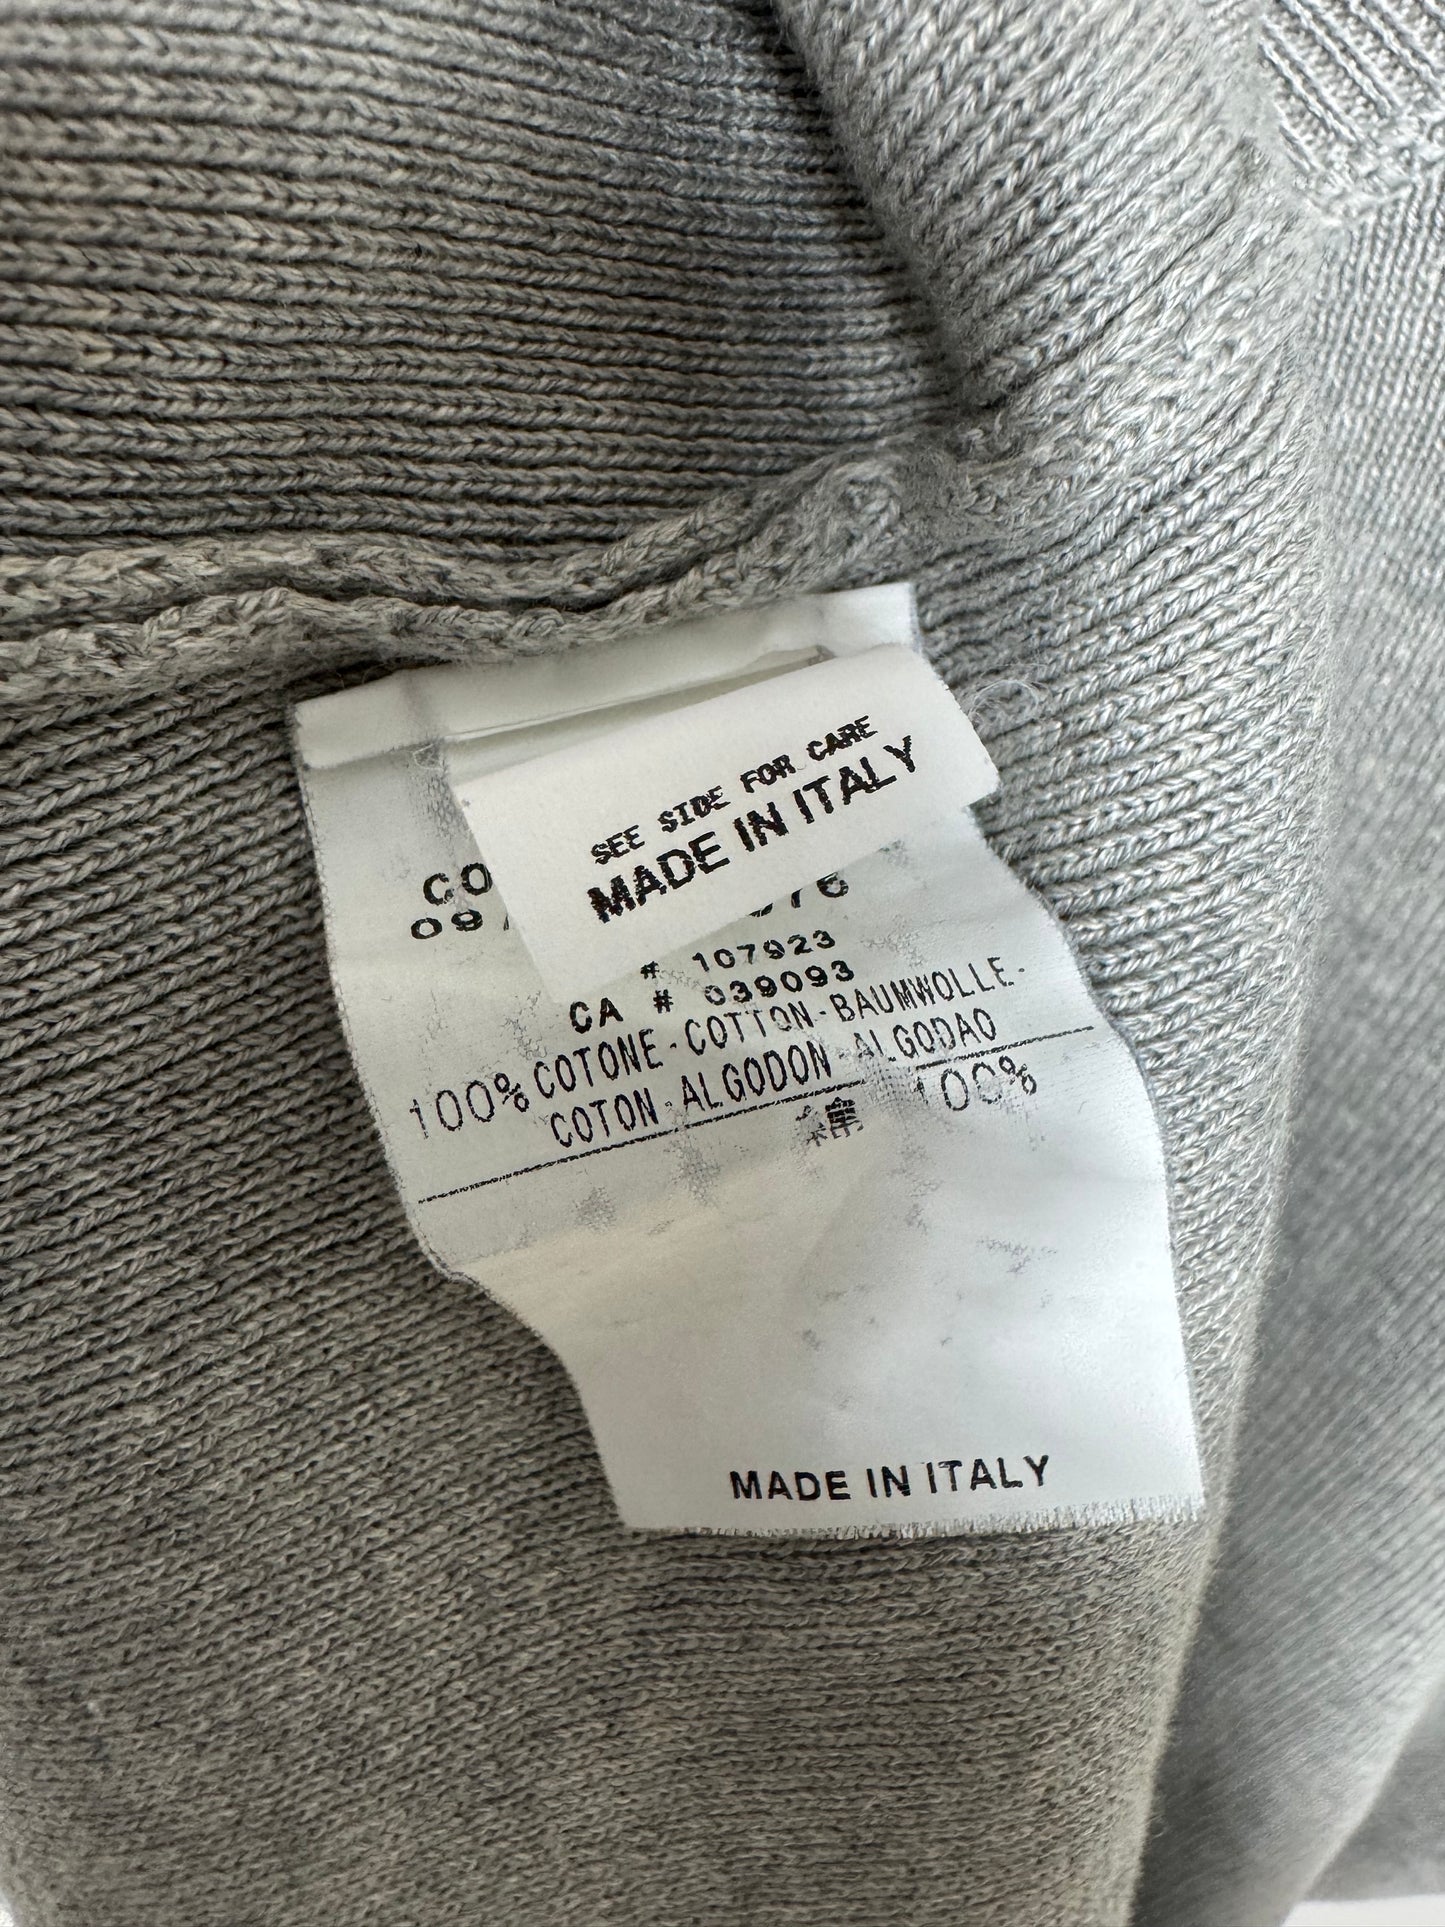 SEE SIDE FOR CARE
MADE IN ITALY
# 107923
CA # 039093
100% COTONE - COTTON - BAUMWOLLE -
COTON - ALGODON - ALGODAO
綿 100%
MADE IN ITALY